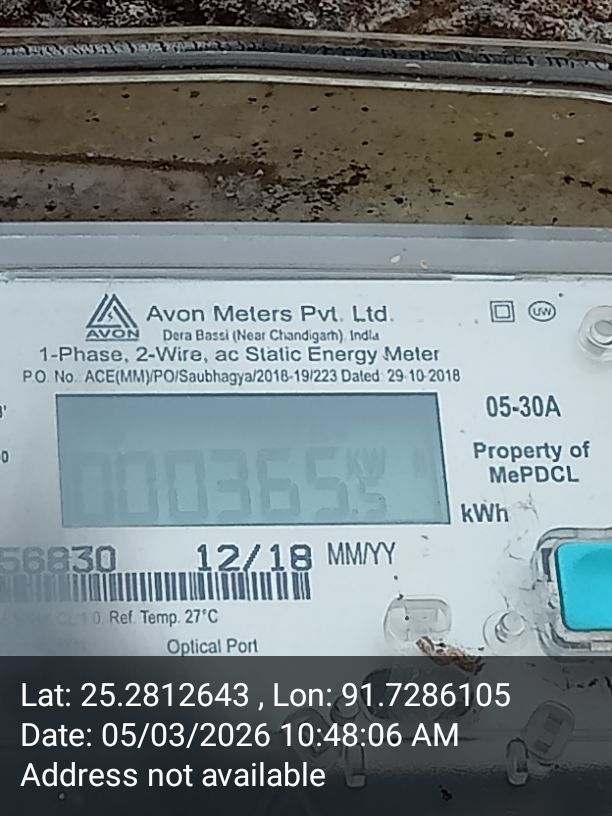 Avon Meters Pvt. Ltd.
UW
AVON
Dera Bassi (Near Chandigarh). India
1-Phase, 2-Wire, ac Static Energy Meter
P.O. No.: ACE(MM)/PO/Saubhagya/2018-19/223 Dated: 29-10-2018
05-30A
Property of
MePDCL
000365.5
kWh
56830
12/18 MM/YY
Ref. Temp. 27°C
Optical Port
Lat: 25.2812643 , Lon: 91.7286105
Date: 05/03/2026 10:48:06 AM
Address not available